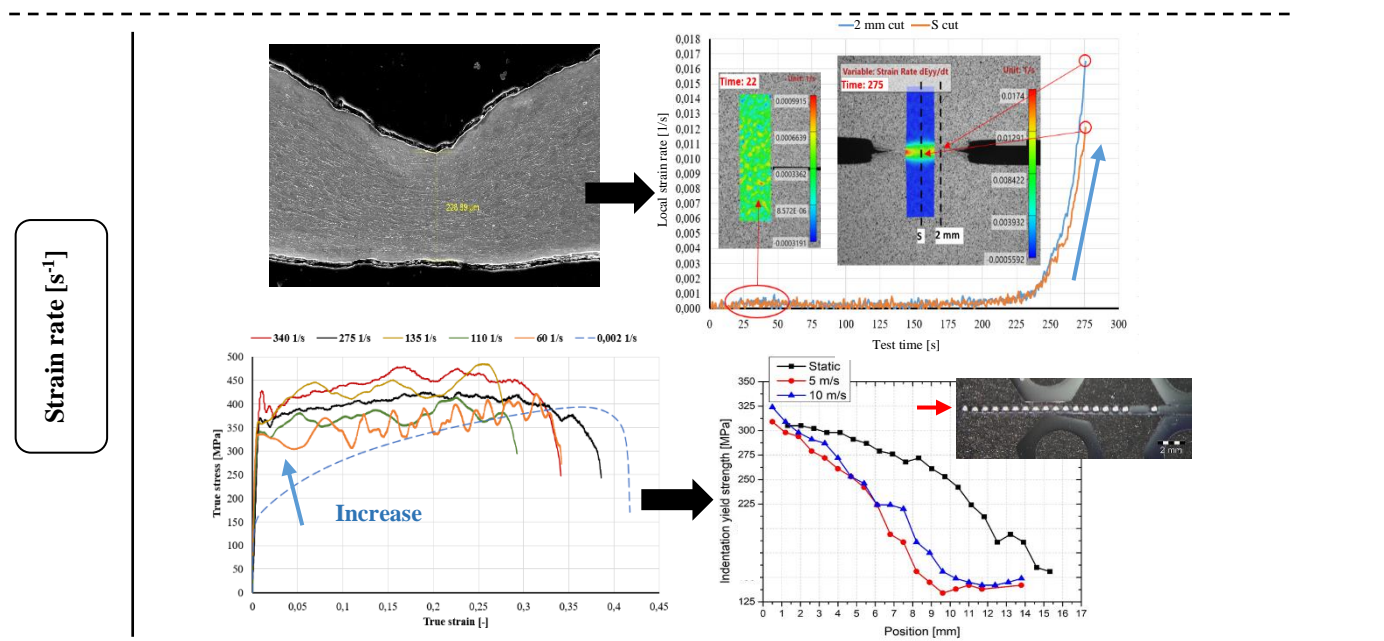 Strain rate [s-1]
228.89 µm
2 mm cut S cut
Local strain rate [1/s]
0,018
0,017
0,016
0,015
0,014
0,013
0,012
0,011
0,010
0,009
0,008
0,007
0,006
0,005
0,004
0,003
0,002
0,001
0,000
0 25 50 75 100 125 150 175 200 225 250 275 300
Test time [s]
Time: 22
Unit: 1/s
0.0009915
0.0006639
0.0003362
8.572E-06
-0.0003191
Variable: Strain Rate dEyy/dt
Unit: 1/s
Time: 275
0.0174
0.01291
0.008422
0.003932
-0.0005592
S 2 mm
340 1/s 275 1/s 135 1/s 110 1/s 60 1/s 0,002 1/s
True stress [MPa]
500
450
400
350
300
250
200
150
100
50
0
0 0,05 0,1 0,15 0,2 0,25 0,3 0,35 0,4 0,45
True strain [-]
Increase
Static
5 m/s
10 m/s
Indentation yield strength [MPa]
350
325
300
275
250
225
125
0 1 2 3 4 5 6 7 8 9 10 11 12 13 14 15 16 17
Position [mm]
2 mm